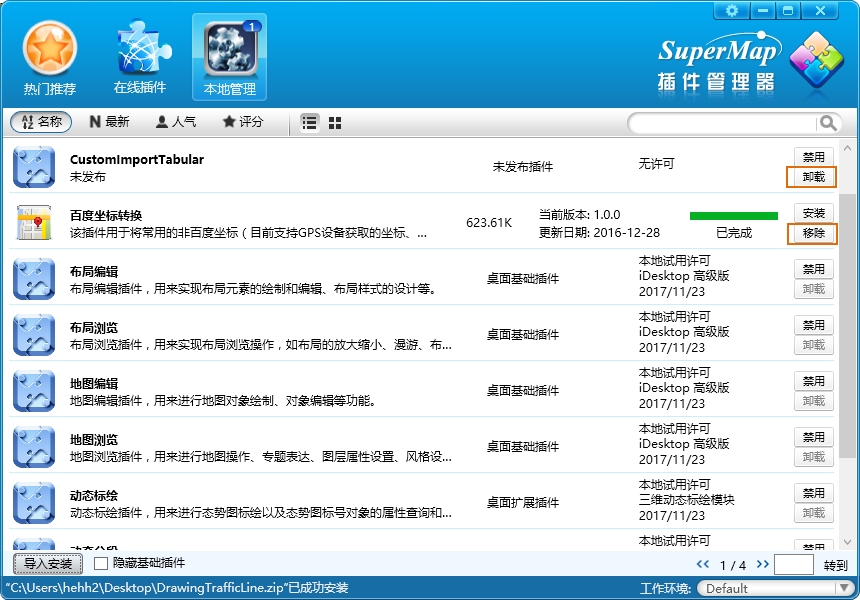 SuperMap
插件管理器
热门推荐
在线插件
1
本地管理
名称
N 最新
人气
评分
CustomImportTabular
未发布
未发布插件
无许可
禁用
卸载
百度坐标转换
该插件用于将常用的非百度坐标（目前支持GPS设备获取的坐标、...
623.61K
当前版本: 1.0.0
更新日期: 2016-12-28
已完成
安装
移除
布局编辑
布局编辑插件，用来实现布局元素的绘制和编辑、布局样式的设计等。
桌面基础插件
本地试用许可
iDesktop 高级版
2017/11/23
禁用
卸载
布局浏览
布局浏览插件，用来实现布局浏览操作，如布局的放大缩小、漫游、布...
桌面基础插件
本地试用许可
iDesktop 高级版
2017/11/23
禁用
卸载
地图编辑
地图编辑插件，用来进行地图对象绘制、对象编辑等功能。
桌面基础插件
本地试用许可
iDesktop 高级版
2017/11/23
禁用
卸载
地图浏览
地图浏览插件，用来进行地图操作、专题表达、图层属性设置、风格设...
桌面基础插件
本地试用许可
iDesktop 高级版
2017/11/23
禁用
卸载
动态标绘
动态标绘插件，用来进行态势图标绘以及态势图标号对象的属性查询和...
桌面扩展插件
本地试用许可
三维动态标绘模块
2017/11/23
禁用
卸载
动态分段
本地试用许可
禁用
导入安装
隐藏基础插件
<< 1 / 4 >>
转到
"C:\Users\hehh2\Desktop\DrawingTrafficLine.zip"已成功安装
工作环境:
Default